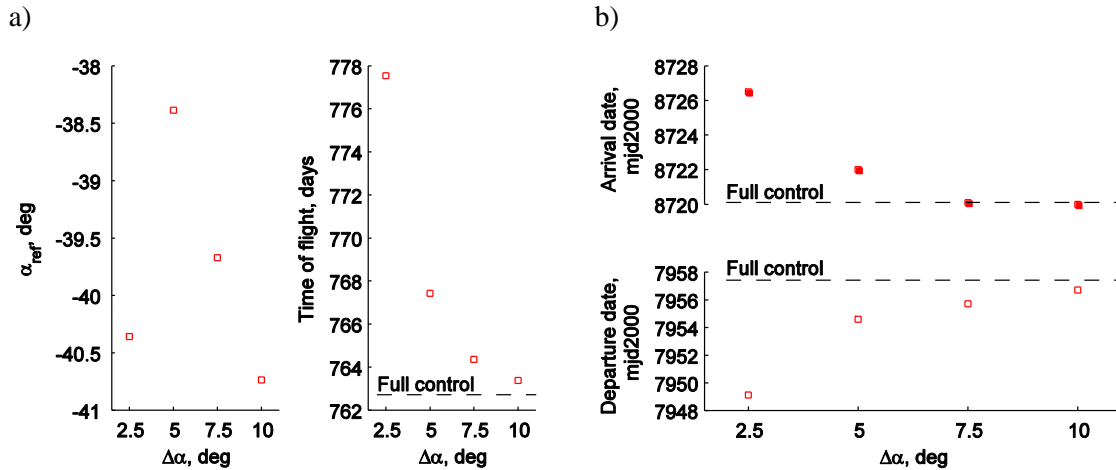 a)
-38
-38.5
-39
-39.5
-40
-40.5
-41
α_ref, deg
2.5 5 7.5 10
Δα, deg
778
776
774
772
770
768
766
764
762
Time of flight, days
Full control
2.5 5 7.5 10
Δα, deg
b)
8728
8726
8724
8722
8720
Arrival date,
mjd2000
Full control
7958
7956
7954
7952
7950
7948
Departure date,
mjd2000
Full control
2.5 5 7.5 10
Δα, deg